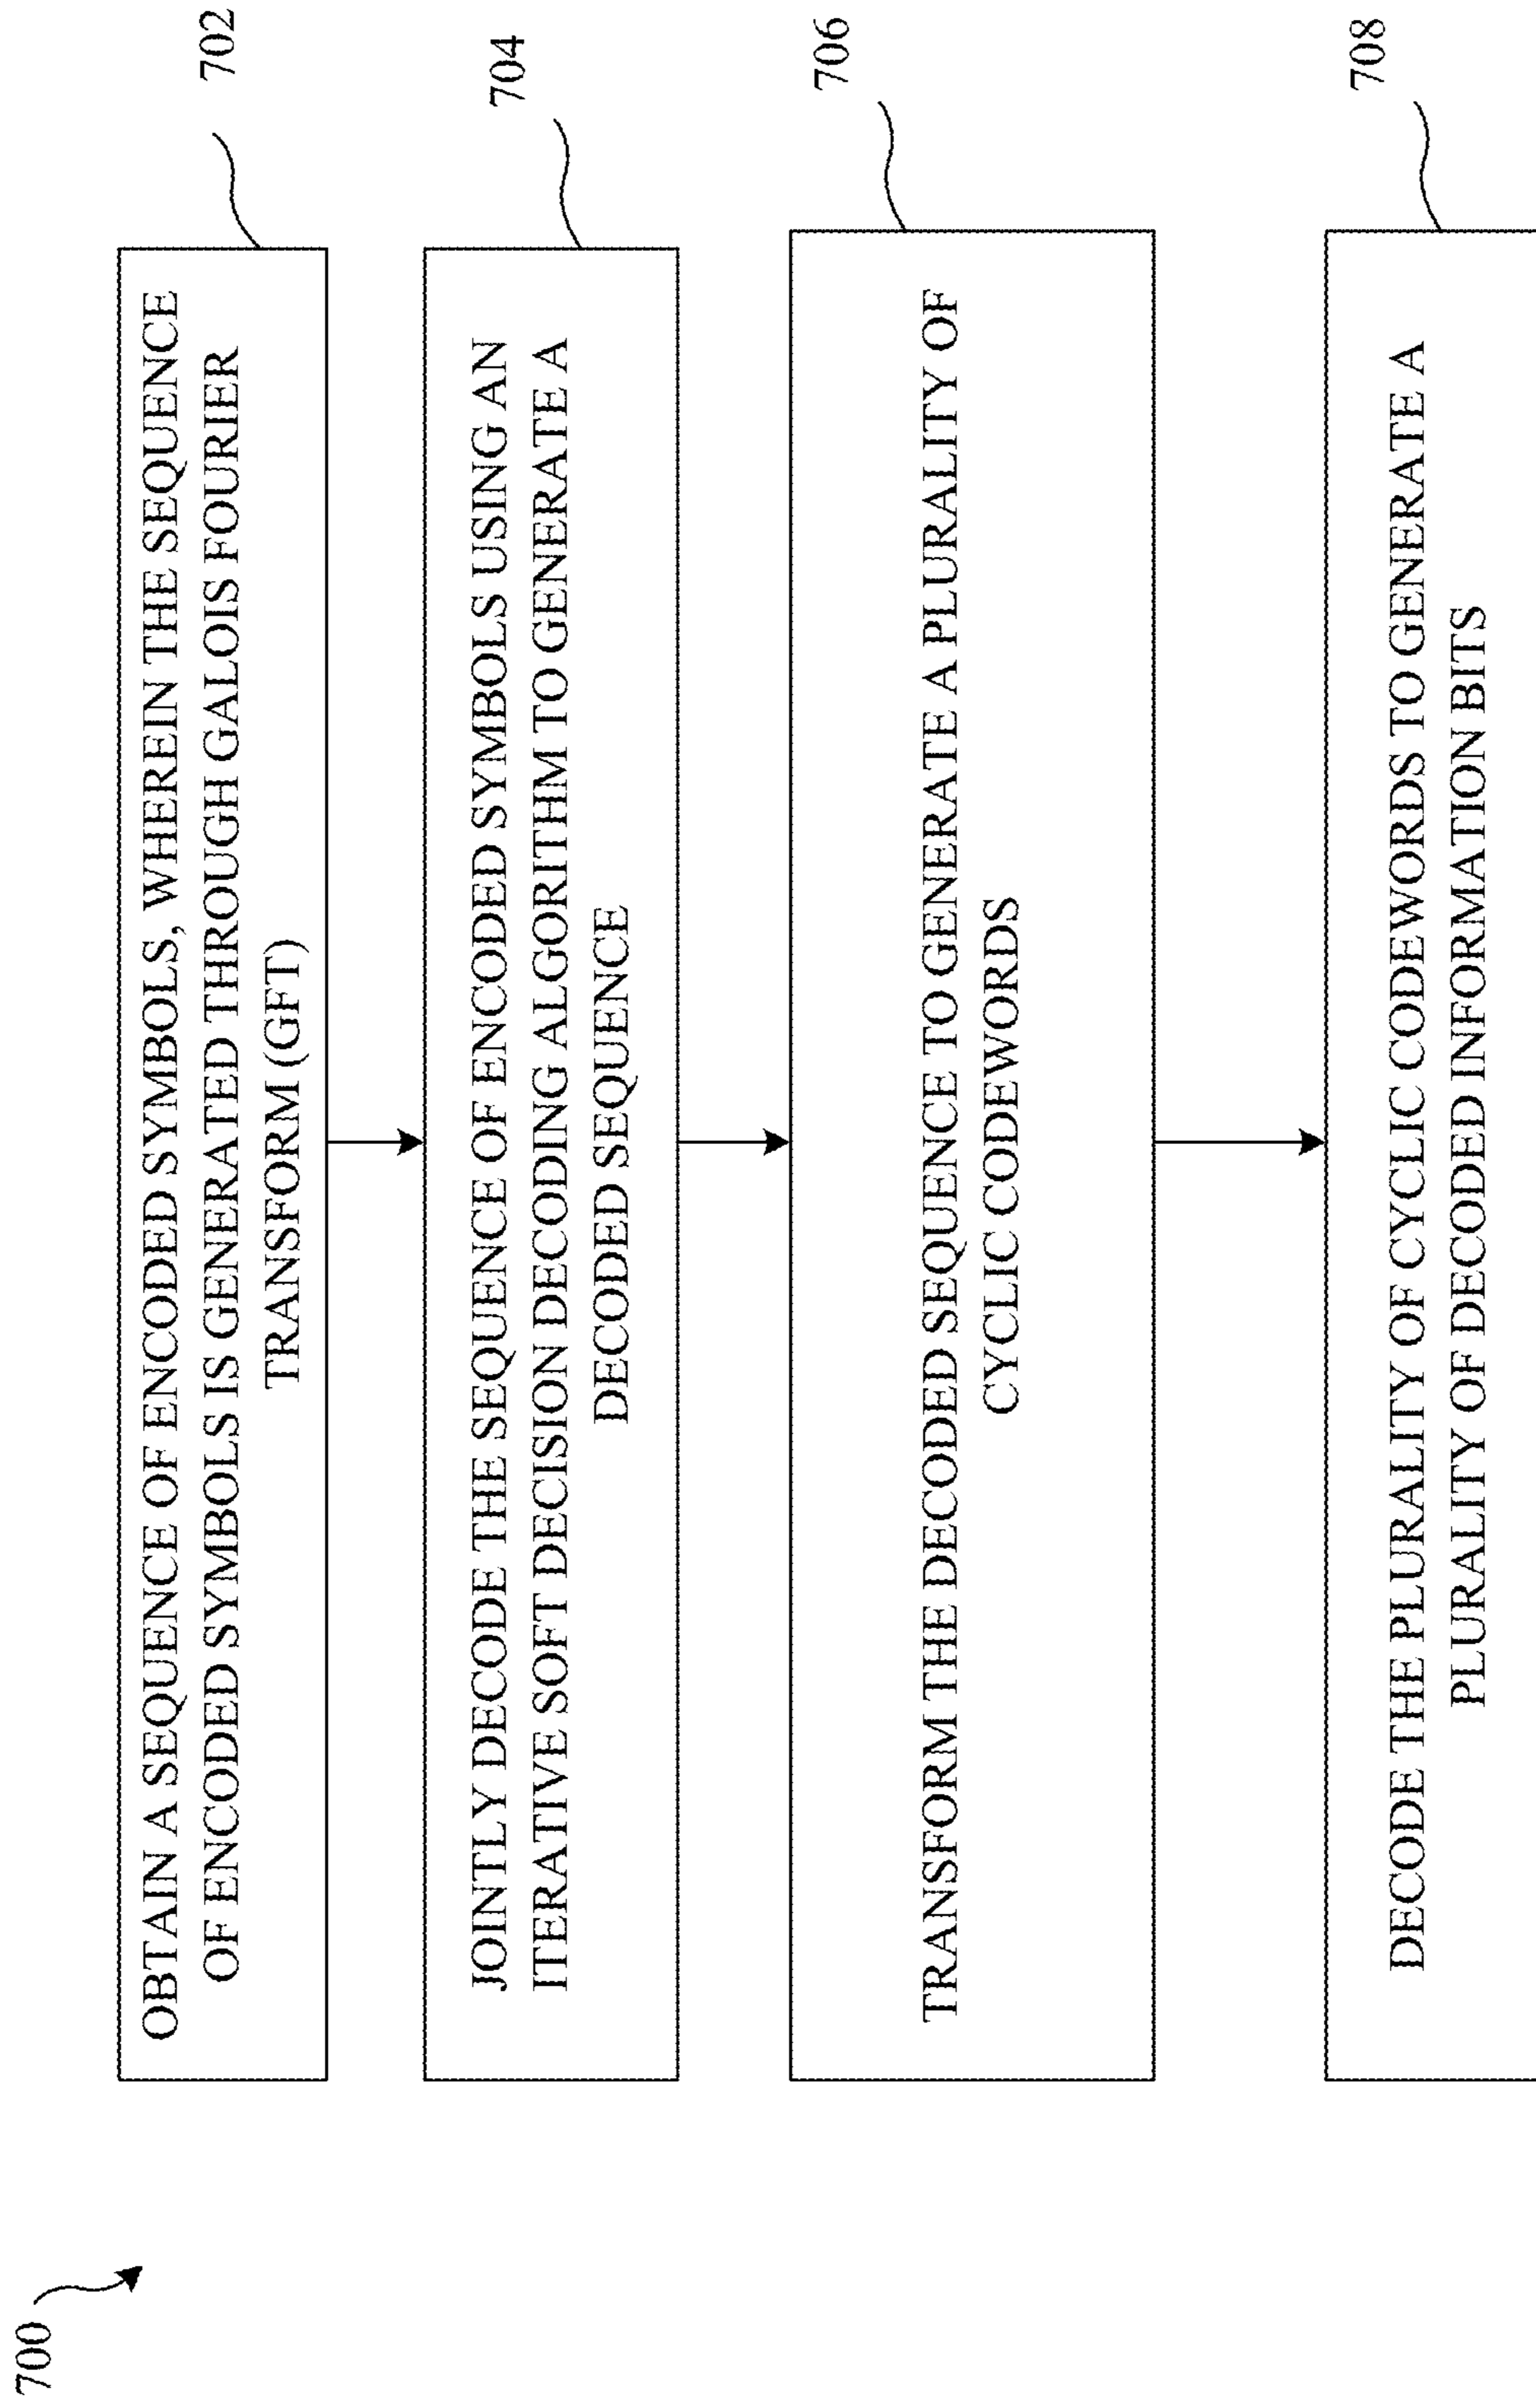 700
OBTAIN A SEQUENCE OF ENCODED SYMBOLS, WHEREIN THE SEQUENCE
OF ENCODED SYMBOLS IS GENERATED THROUGH GALOIS FOURIER
TRANSFORM (GFT)
702
JOINTLY DECODE THE SEQUENCE OF ENCODED SYMBOLS USING AN
ITERATIVE SOFT DECISION DECODING ALGORITHM TO GENERATE A
DECODED SEQUENCE
704
TRANSFORM THE DECODED SEQUENCE TO GENERATE A PLURALITY OF
CYCLIC CODEWORDS
706
DECODE THE PLURALITY OF CYCLIC CODEWORDS TO GENERATE A
PLURALITY OF DECODED INFORMATION BITS
708